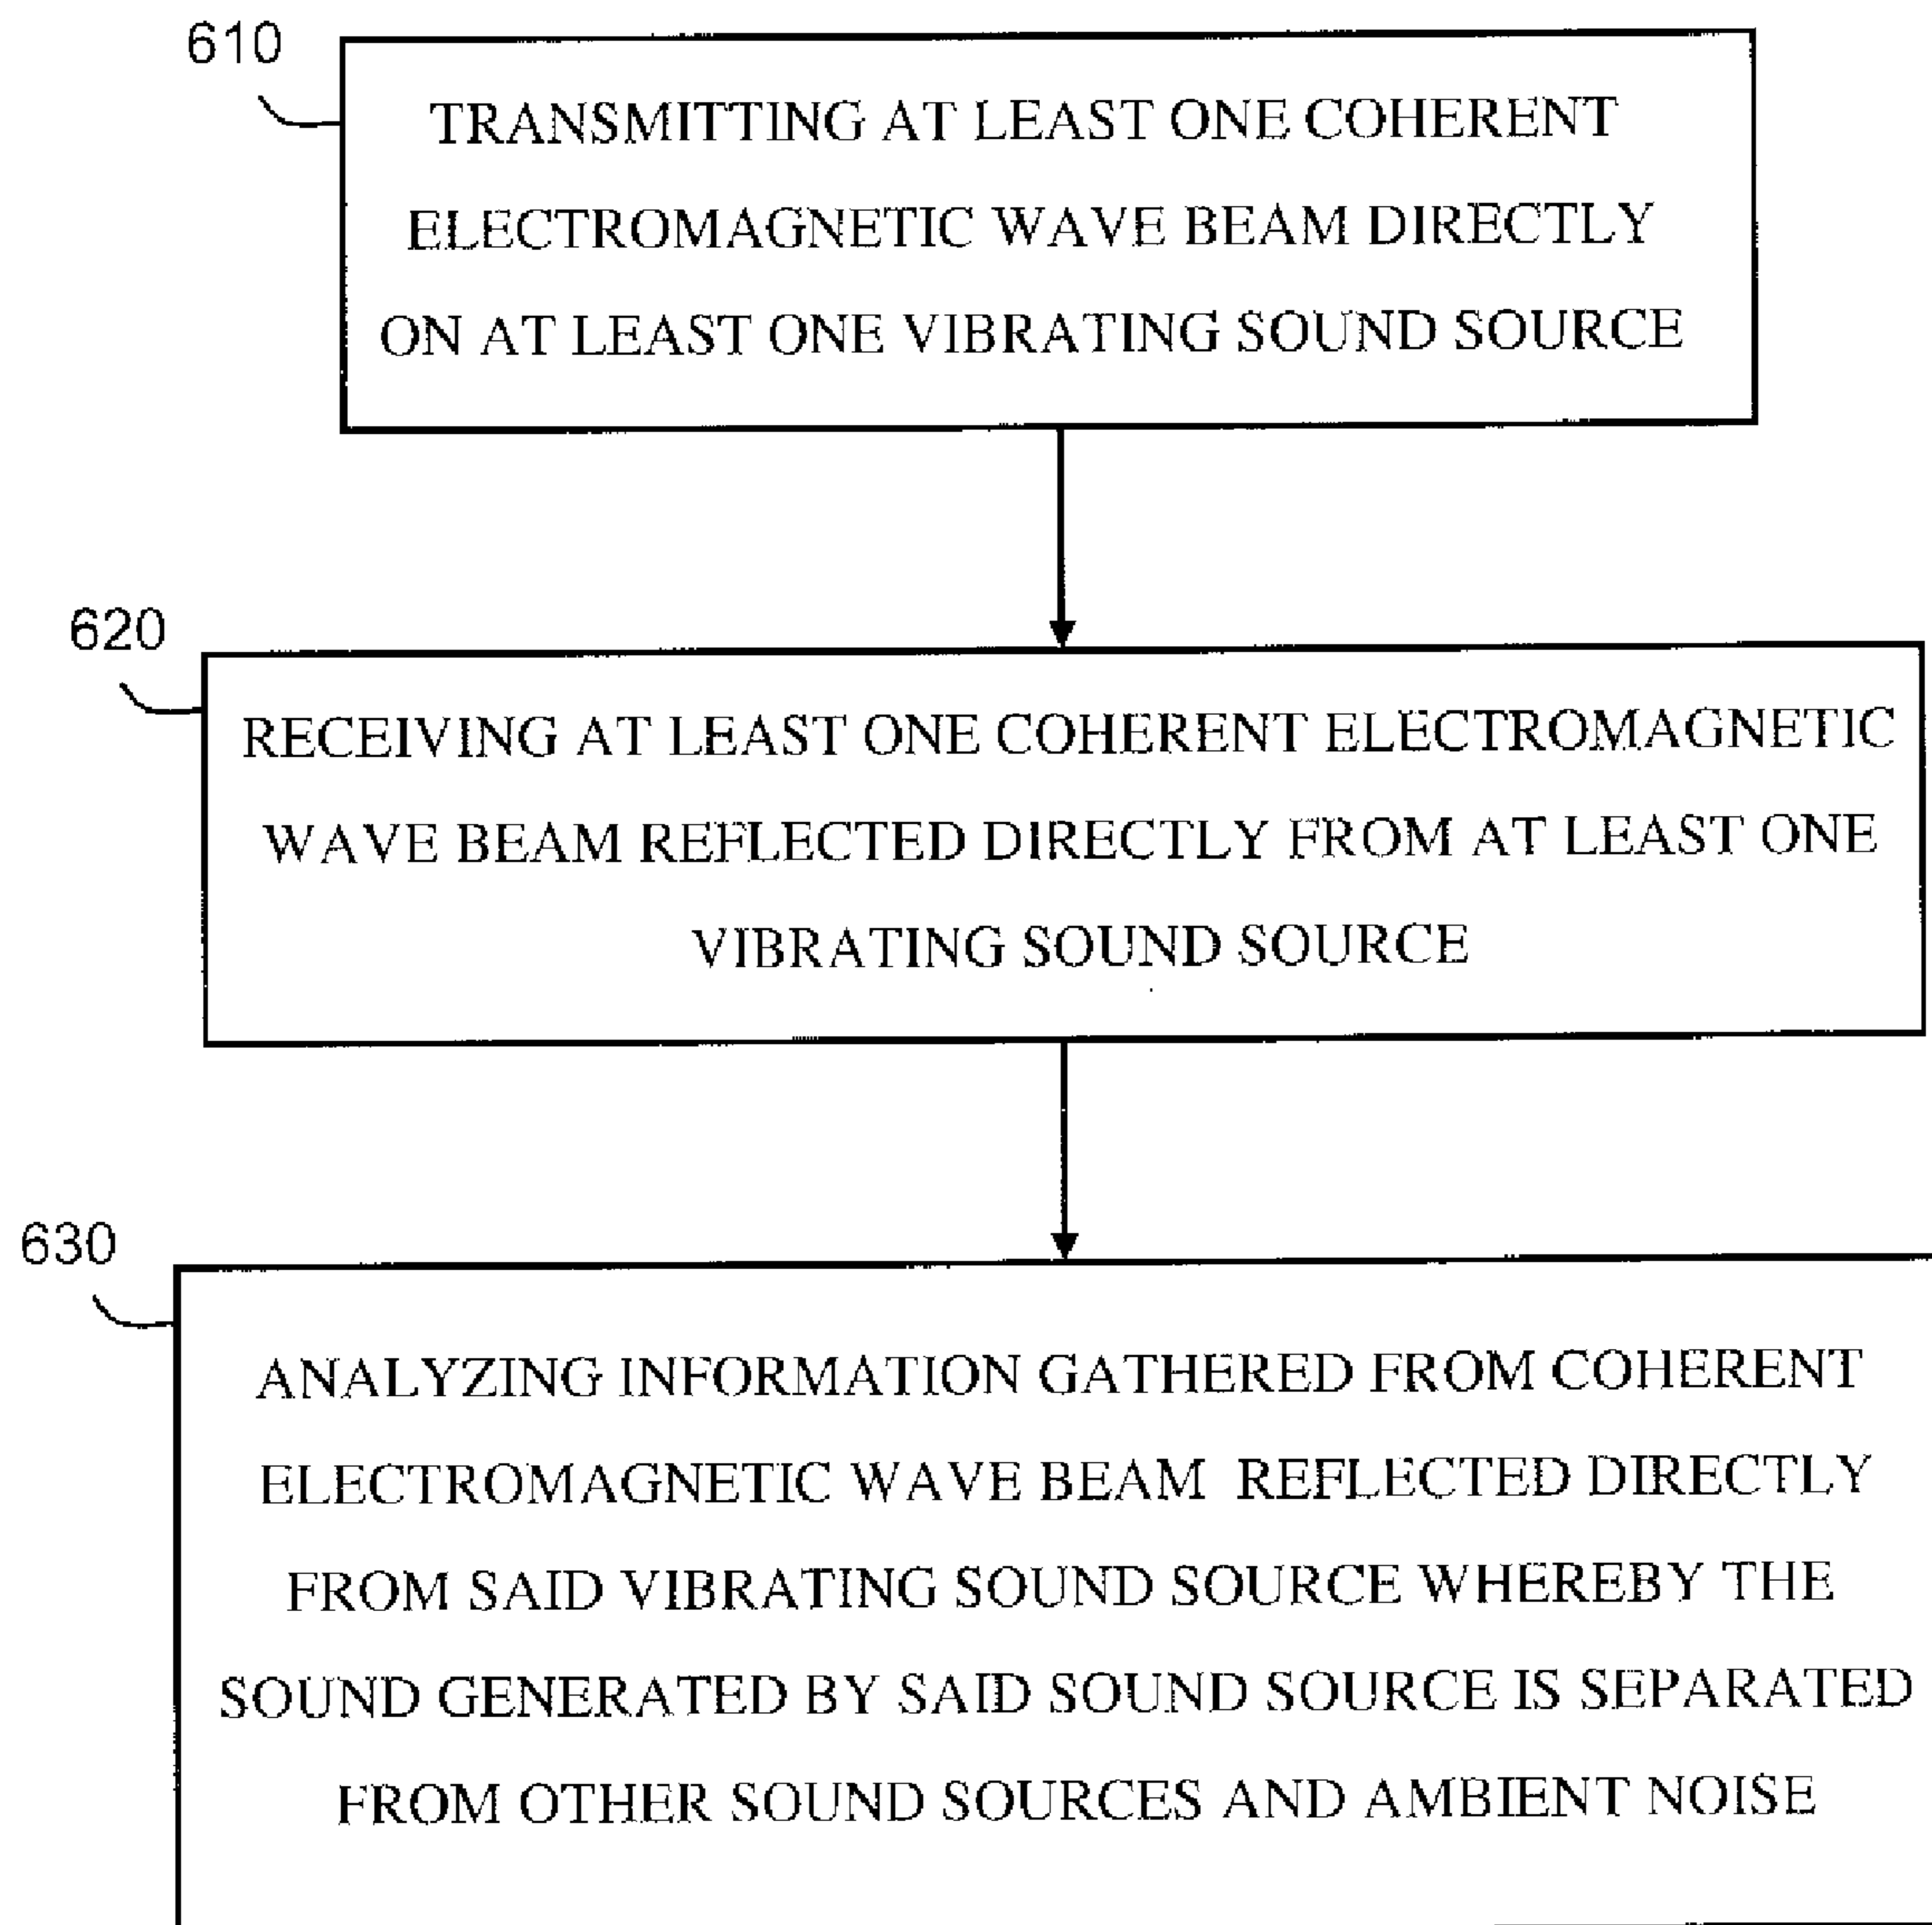 610
TRANSMITTING AT LEAST ONE COHERENT
ELECTROMAGNETIC WAVE BEAM DIRECTLY
ON AT LEAST ONE VIBRATING SOUND SOURCE
620
RECEIVING AT LEAST ONE COHERENT ELECTROMAGNETIC
WAVE BEAM REFLECTED DIRECTLY FROM AT LEAST ONE
VIBRATING SOUND SOURCE
630
ANALYZING INFORMATION GATHERED FROM COHERENT
ELECTROMAGNETIC WAVE BEAM REFLECTED DIRECTLY
FROM SAID VIBRATING SOUND SOURCE WHEREBY THE
SOUND GENERATED BY SAID SOUND SOURCE IS SEPARATED
FROM OTHER SOUND SOURCES AND AMBIENT NOISE